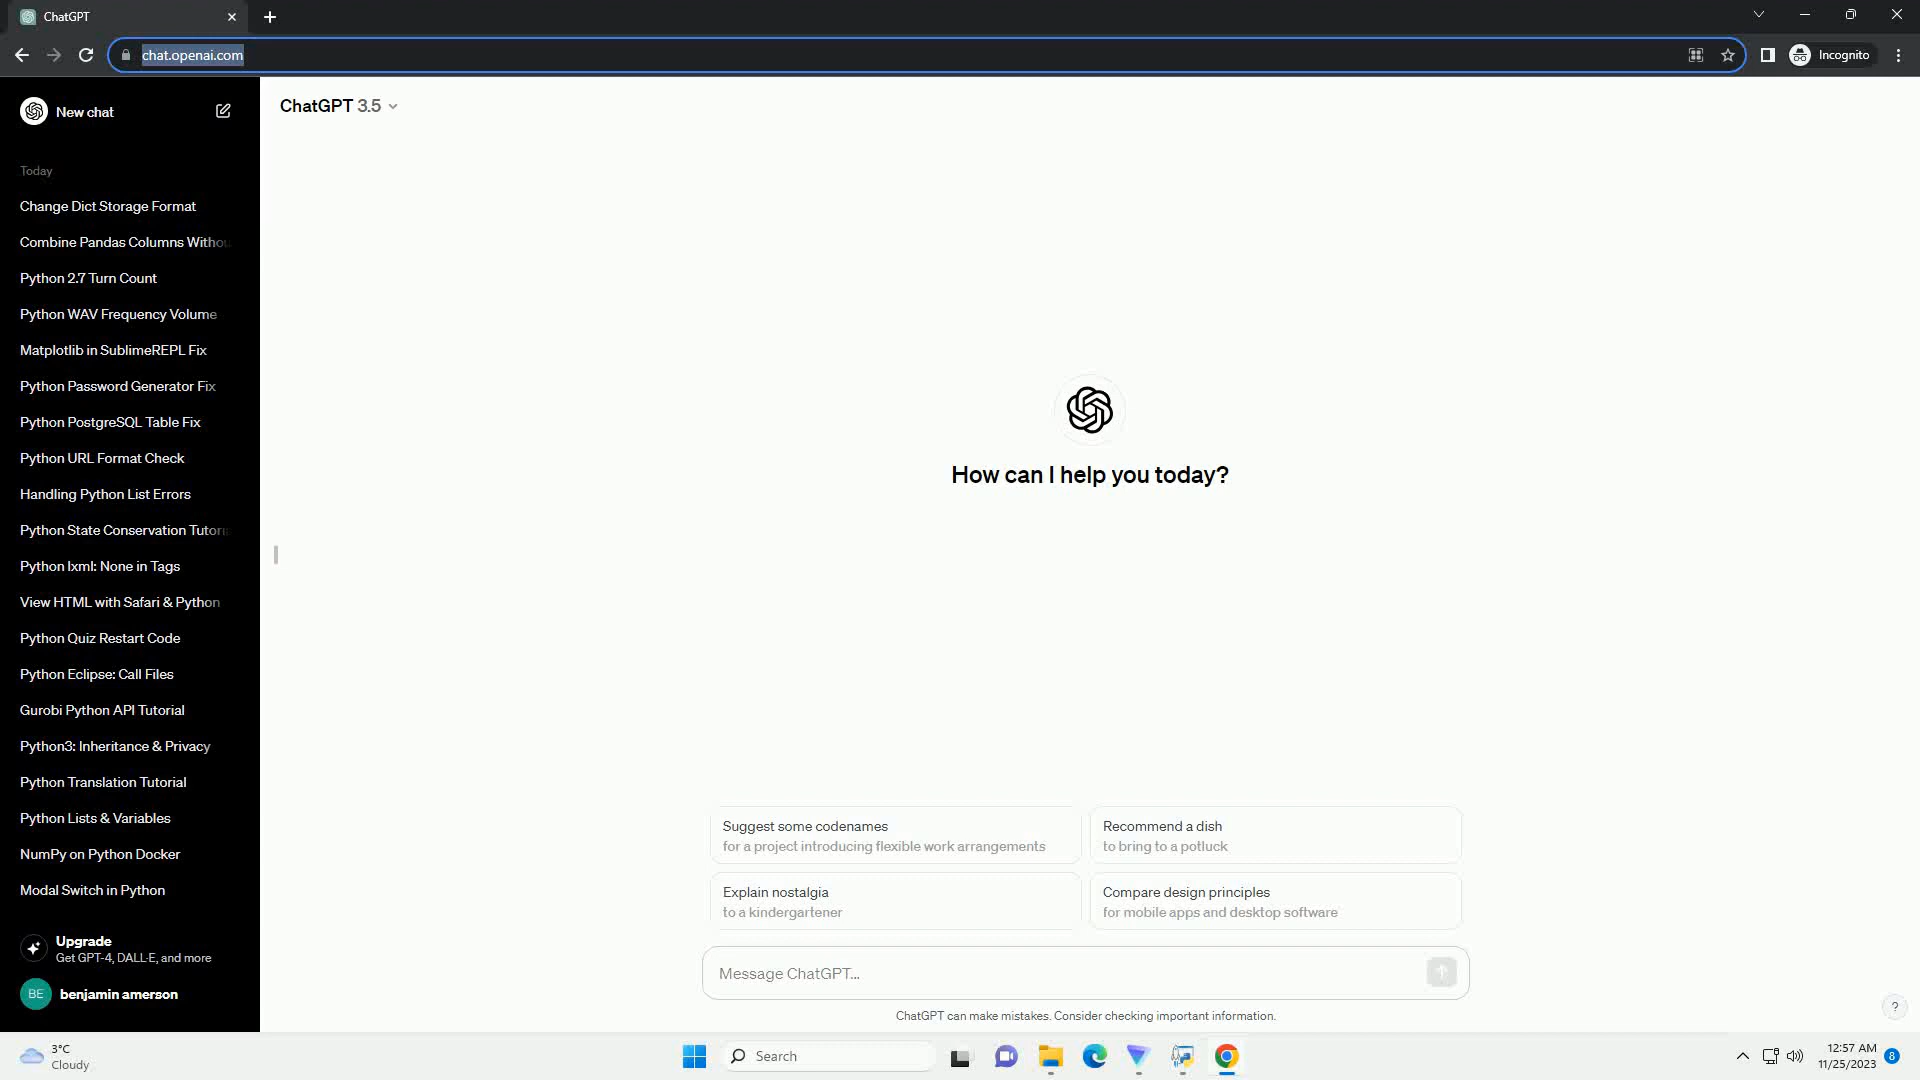 ChatGPT
chat.openai.com
Incognito
New chat
Today
Change Dict Storage Format
Combine Pandas Columns
Python 2.7 Turn Count
Python WAV Frequency Volume
Matplotlib in SublimeREPL Fix
Python Password Generator Fix
Python PostgreSQL Table Fix
Python URL Format Check
Handling Python List Errors
Python State Conservation
Python lxml: None in Tags
View HTML with Safari & Python
Python Quiz Restart Code
Python Eclipse: Call Files
Gurobi Python API Tutorial
Python3: Inheritance & Privacy
Python Translation Tutorial
Python Lists & Variables
NumPy on Python Docker
Modal Switch in Python
Upgrade
Get GPT-4, DALL·E, and more
BE
benjamin amerson
ChatGPT 3.5
How can I help you today?
Suggest some codenames
for a project introducing flexible work arrangements
Recommend a dish
to bring to a potluck
Explain nostalgia
to a kindergartener
Compare design principles
for mobile apps and desktop software
Message ChatGPT...
ChatGPT can make mistakes. Consider checking important information.
?
3°C
Cloudy
Search
12:57 AM
11/25/2023
8